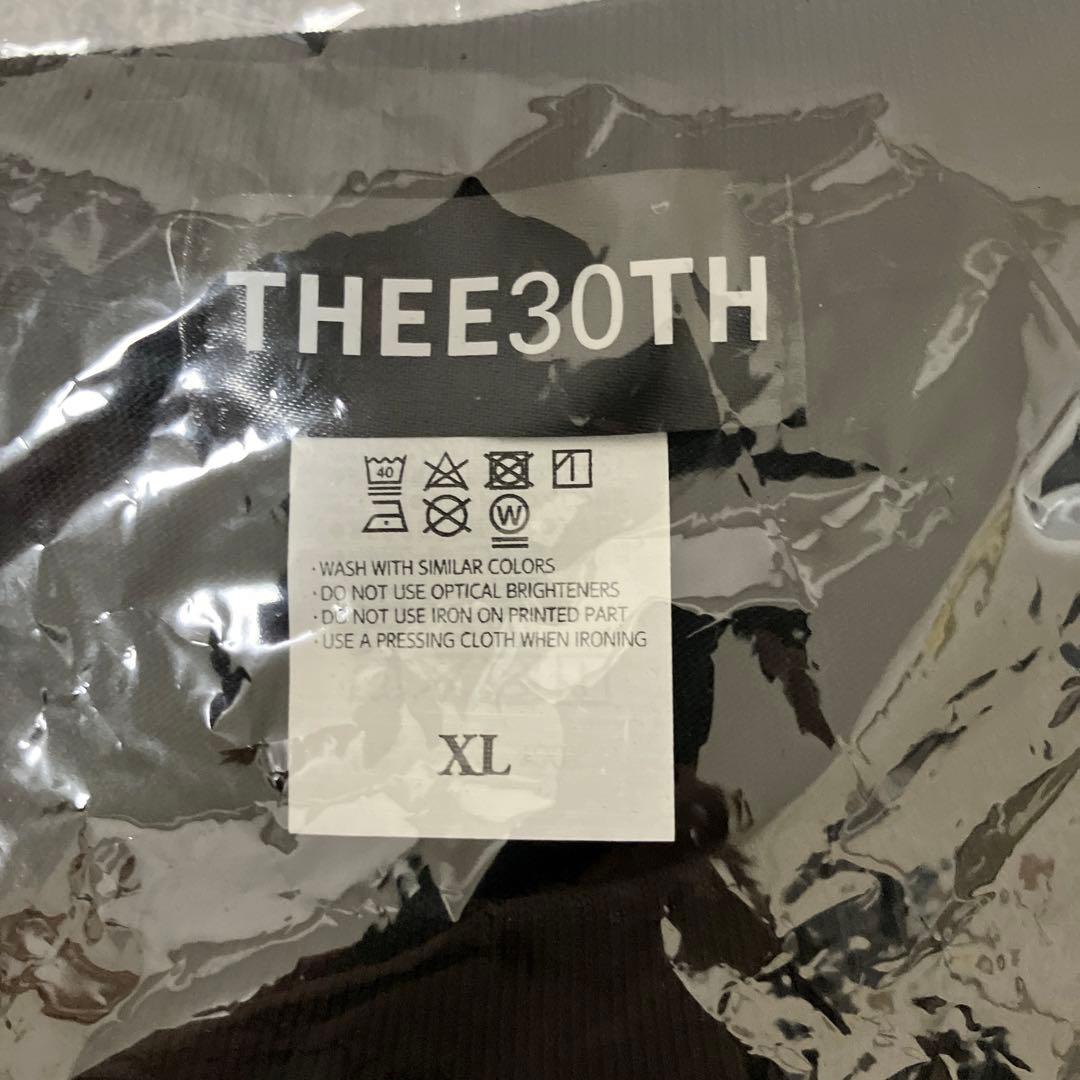 THEE30TH
40
W
· WASH WITH SIMILAR COLORS
· DO NOT USE OPTICAL BRIGHTENERS
· DO NOT USE IRON ON PRINTED PART
· USE A PRESSING CLOTH WHEN IRONING
XL